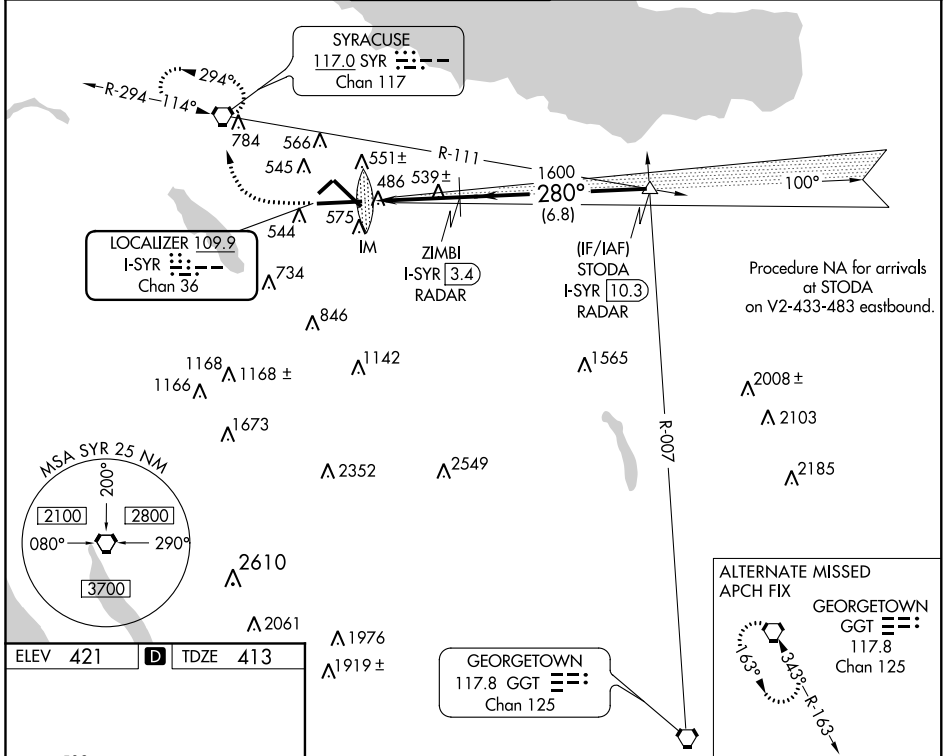 SYRACUSE
117.0 SYR
Chan 117
294°
R-294
114°
784
566
545
551±
486
539±
R-111
1600
280°
(6.8)
100°
544
575
IM
LOCALIZER 109.9
I-SYR
Chan 36
ZIMBI
I-SYR 3.4
RADAR
(IF/IAF)
STODA
I-SYR 10.3
RADAR
Procedure NA for arrivals
at STODA
on V2-433-483 eastbound.
734
846
1142
1565
1168
1168 ±
1166
2008 ±
2103
1673
R-007
2352
2549
2185
MSA SYR 25 NM
200°
2100
2800
080°
290°
3700
2610
2061
1976
1919 ±
ALTERNATE MISSED
APCH FIX
GEORGETOWN
GGT
117.8
Chan 125
163°
343°
R-163
ELEV 421 D TDZE 413
GEORGETOWN
117.8 GGT
Chan 125